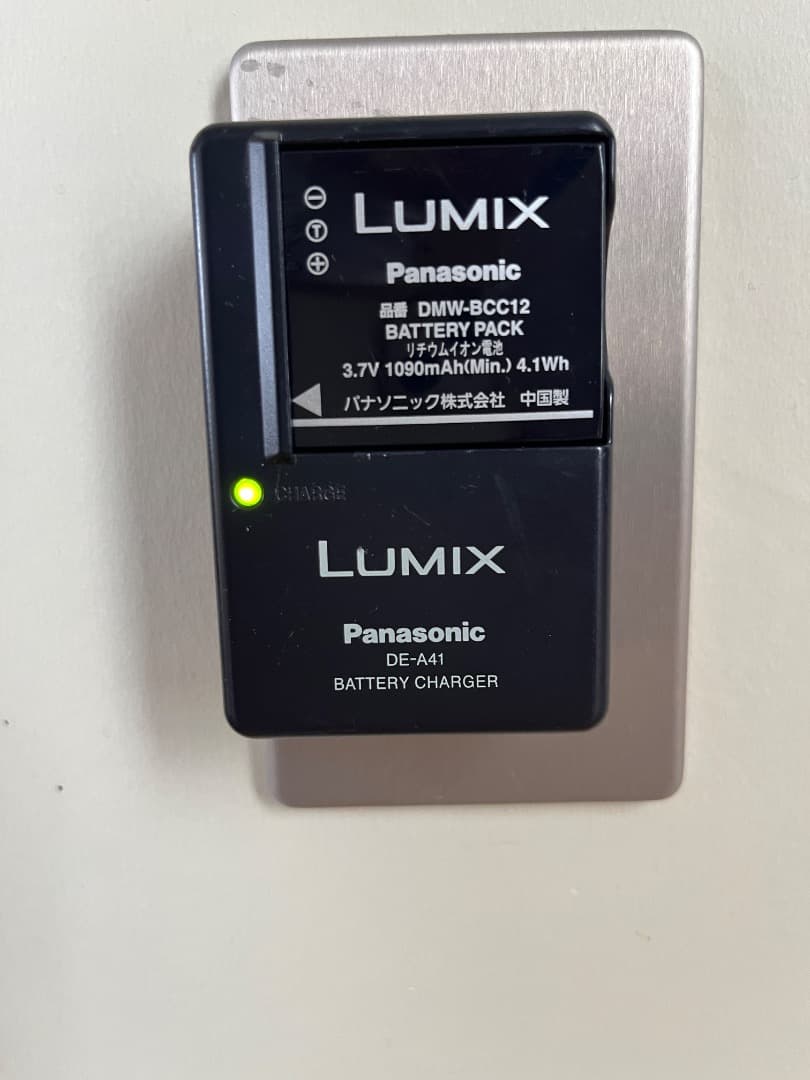 ⊖
Ⓣ
⊕
LUMIX
Panasonic
品番 DMW-BCC12
BATTERY PACK
リチウムイオン電池
3.7V 1090mAh(Min.) 4.1Wh
パナソニック株式会社 中国製
CHARGE
LUMIX
Panasonic
DE-A41
BATTERY CHARGER